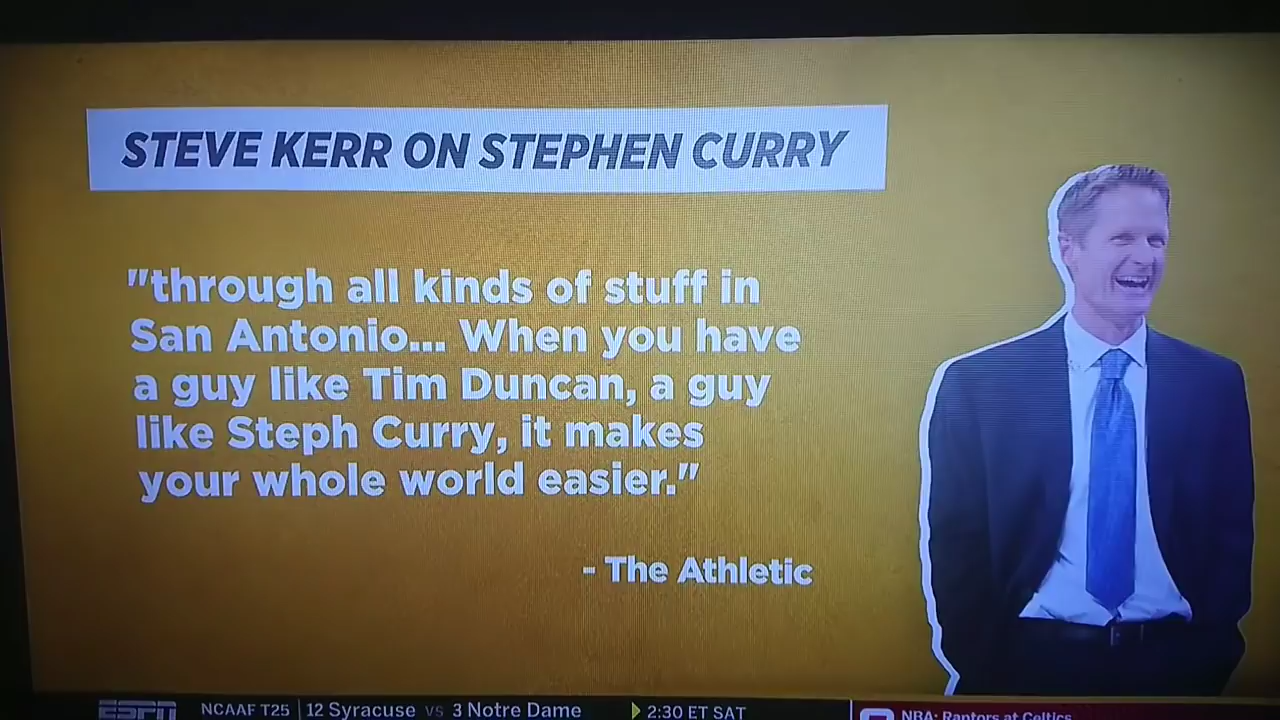 STEVE KERR ON STEPHEN CURRY
"through all kinds of stuff in
San Antonio... When you have
a guy like Tim Duncan, a guy
like Steph Curry, it makes
your whole world easier."
- The Athletic
ESPN NCAAF T25 12 Syracuse vs 3 Notre Dame 2:30 ET SAT NBA: Raptors at Celtics